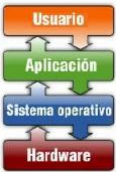 Usuario
Aplicación
Sistema operativo
Hardware